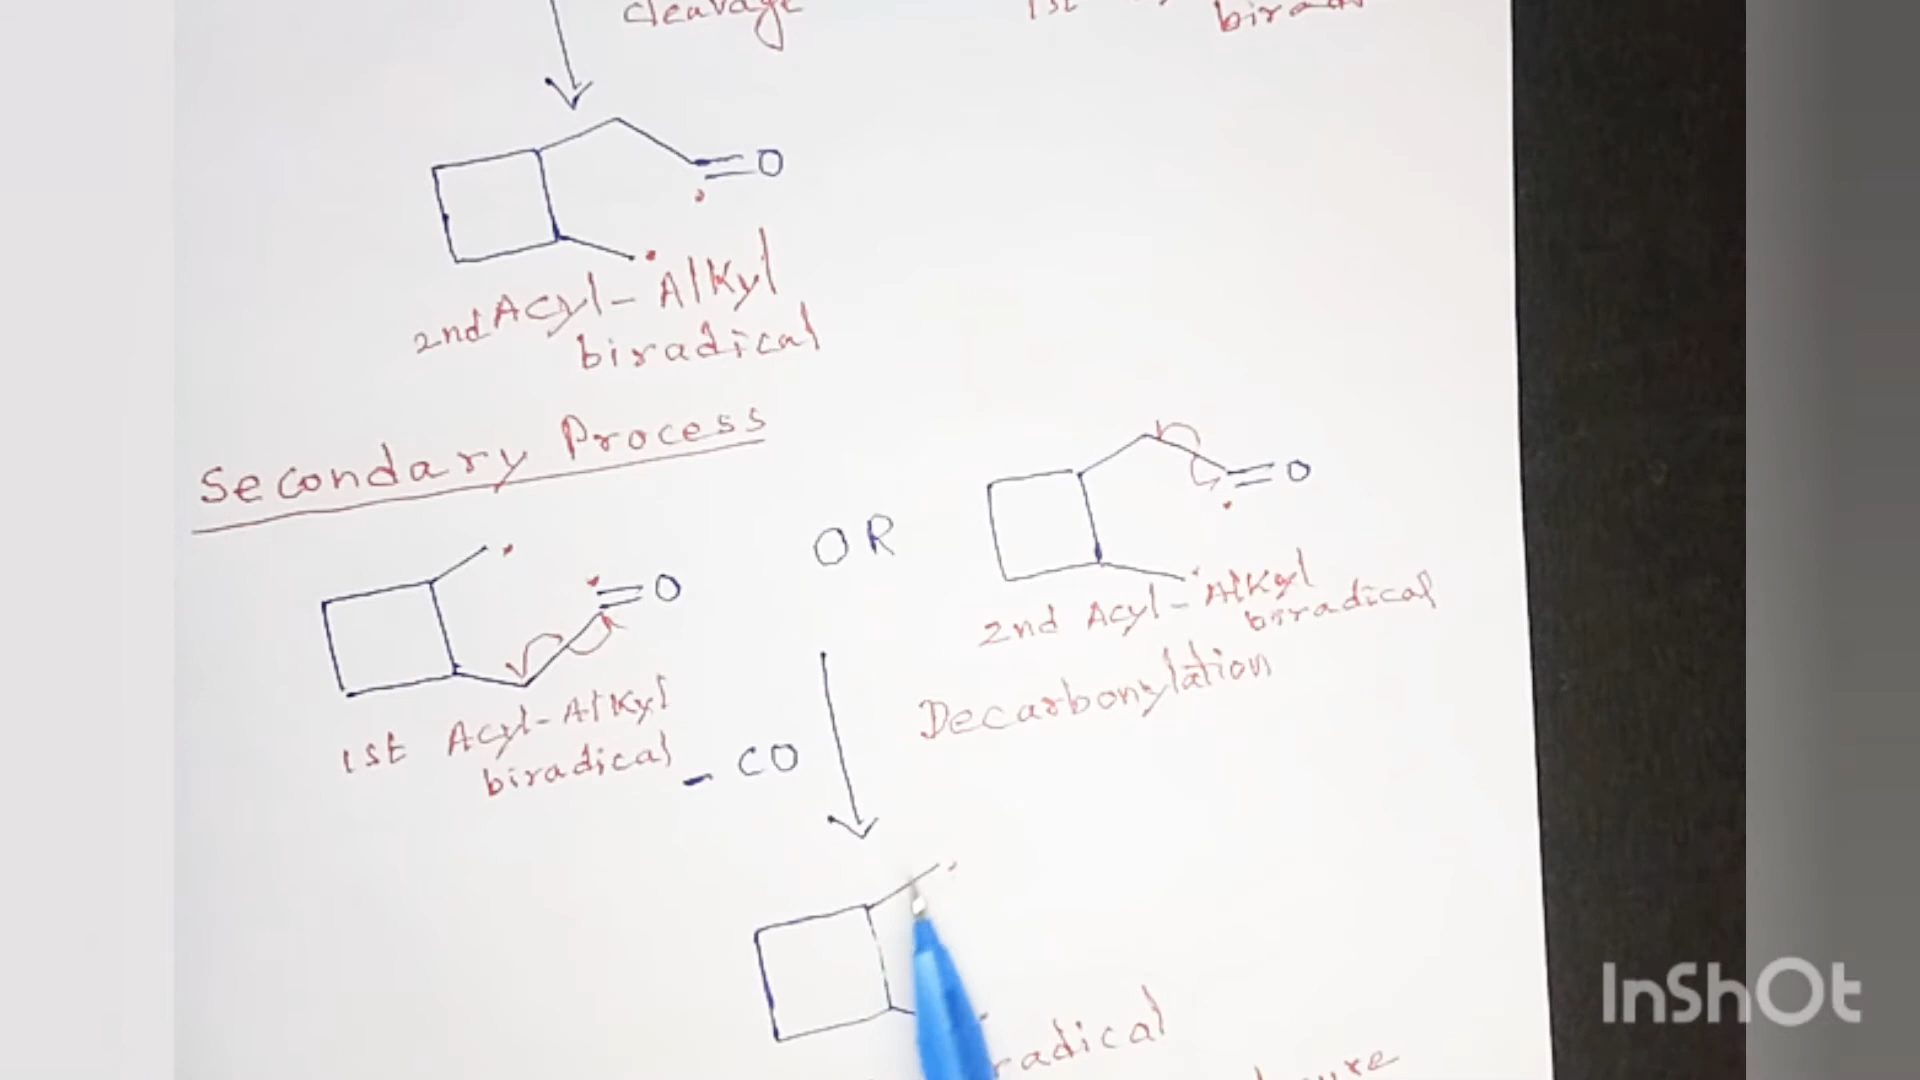 cleavage
1st
O
2nd Acyl-Alkyl
biradical
Secondary Process
O
OR
O
1st Acyl-Alkyl
biradical
2nd Acyl-Alkyl
biradical
- CO
Decarbonylation
InShOt